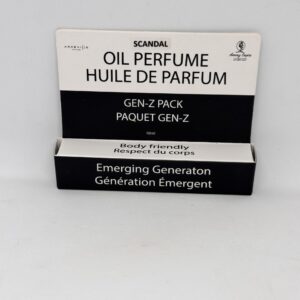 SCANDAL
OIL PERFUME
HUILE DE PARFUM
GEN-Z PACK
PAQUET GEN-Z
Body friendly
Respect du corps
Emerging Generaton
Génération Émergent